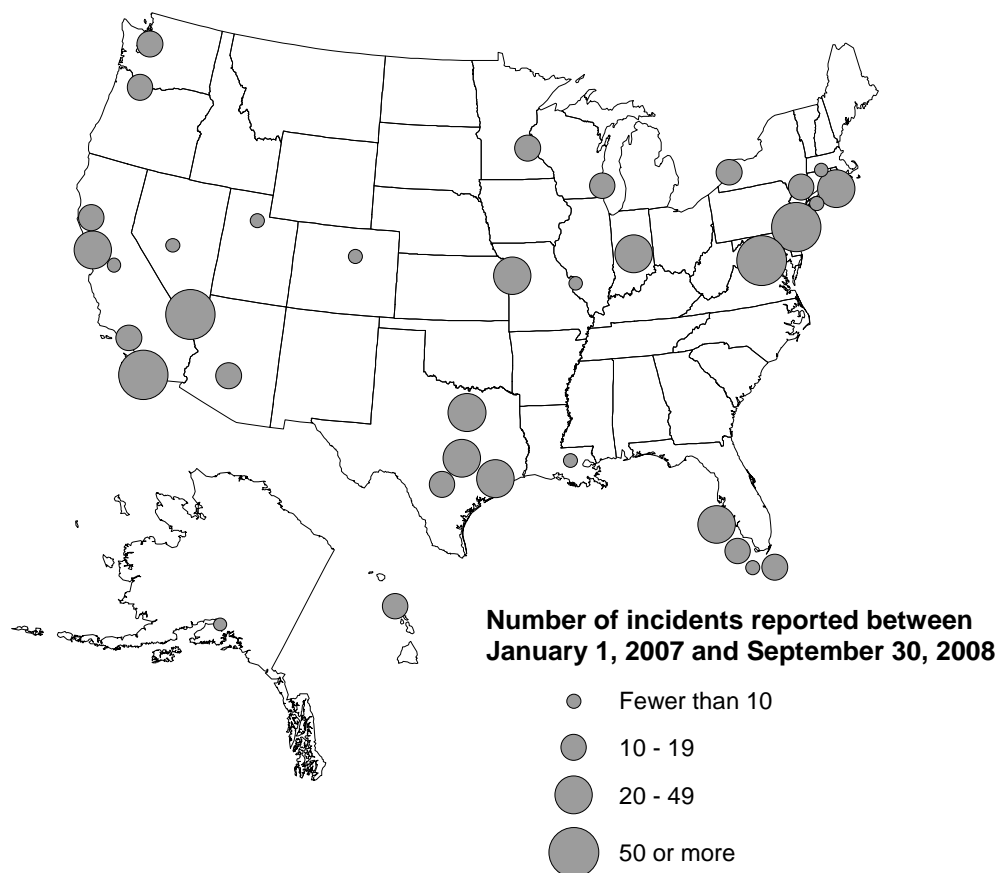 Number of incidents reported between
January 1, 2007 and September 30, 2008
Fewer than 10
10 - 19
20 - 49
50 or more